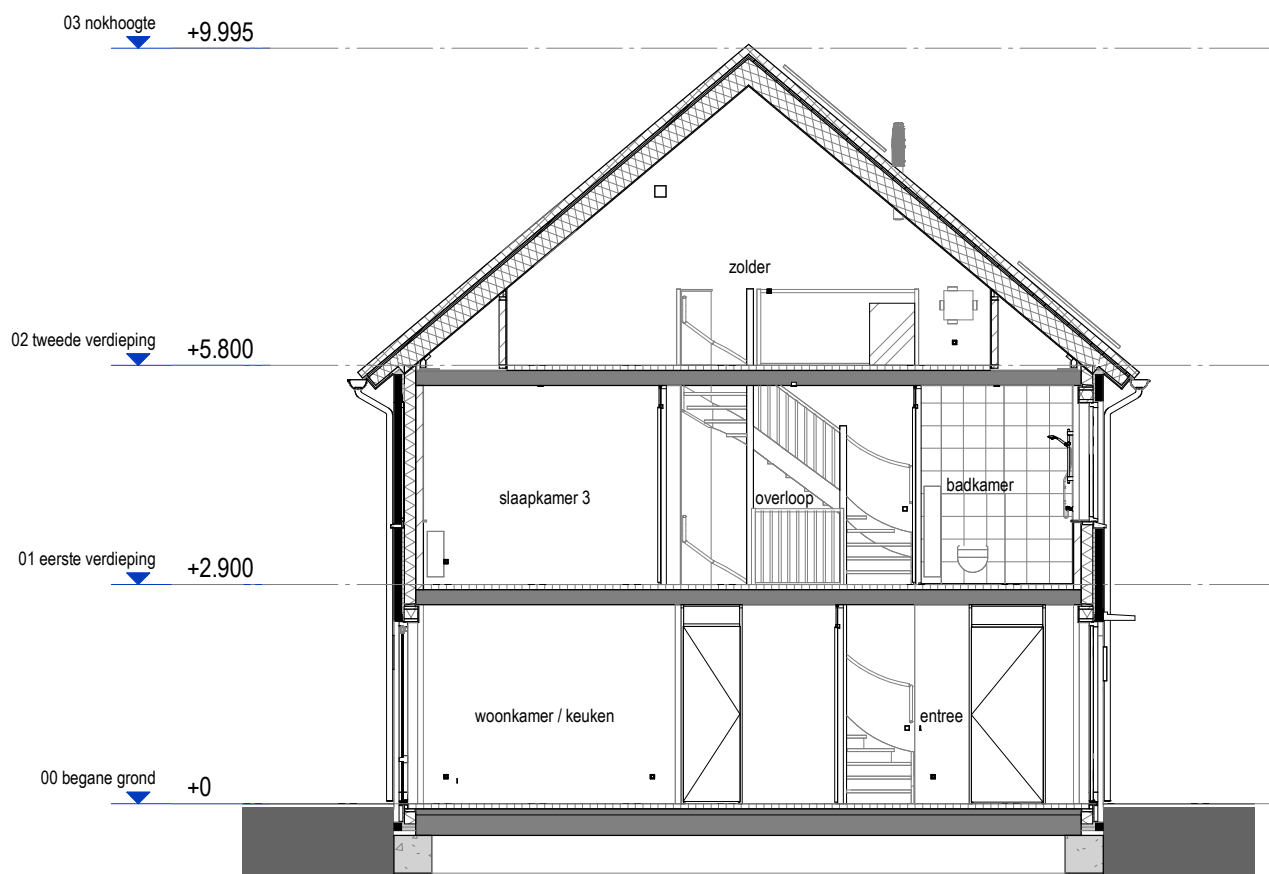 03 nokhoogte +9.995
zolder
02 tweede verdieping +5.800
slaapkamer 3
overloop
badkamer
01 eerste verdieping +2.900
woonkamer / keuken
entree
00 begane grond +0